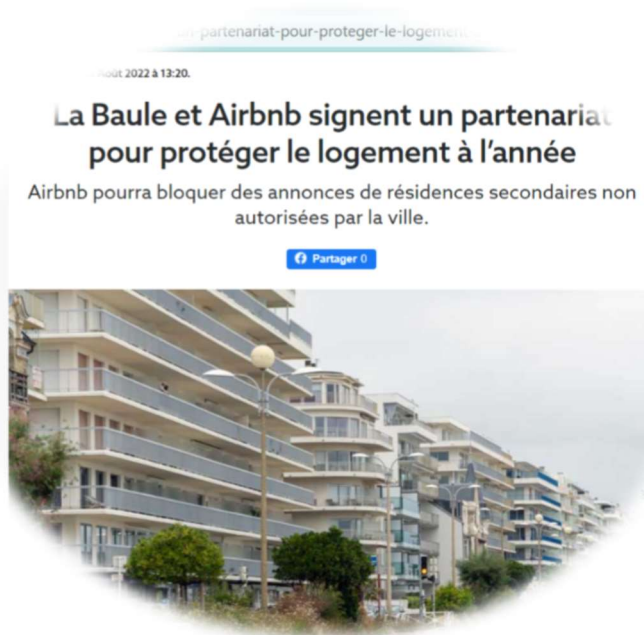 partenariat-pour-proteger-le-logement
Août 2022 à 13:20.
La Baule et Airbnb signent un partenariat
pour protéger le logement à l'année
Airbnb pourra bloquer des annonces de résidences secondaires non
autorisées par la ville.
Partager 0